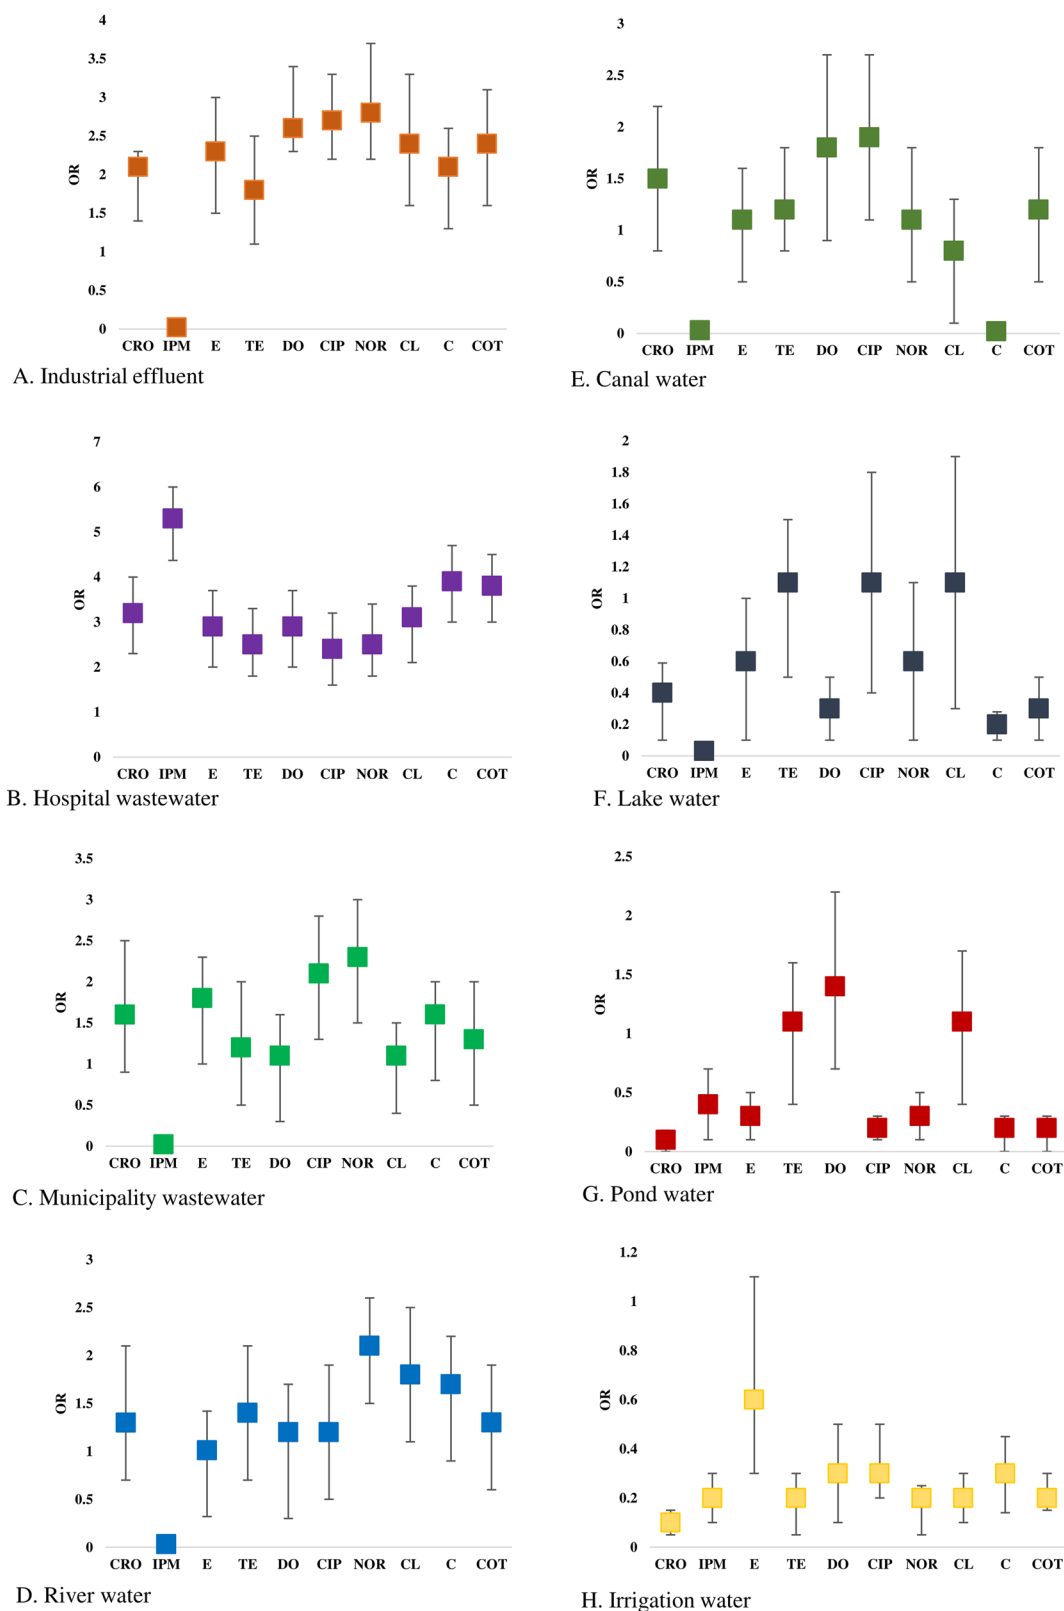 4
3.5
3
2.5
2
1.5
1
0.5
0
OR
CRO IPM E TE DO CIP NOR CL C COT
A. Industrial effluent
3
2.5
2
1.5
1
0.5
0
OR
CRO IPM E TE DO CIP NOR CL C COT
E. Canal water
7
6
5
4
3
2
1
0
OR
CRO IPM E TE DO CIP NOR CL C COT
B. Hospital wastewater
2
1.8
1.6
1.4
1.2
1
0.8
0.6
0.4
0.2
0
OR
CRO IPM E TE DO CIP NOR CL C COT
F. Lake water
3.5
3
2.5
2
1.5
1
0.5
0
OR
CRO IPM E TE DO CIP NOR CL C COT
C. Municipality wastewater
2.5
2
1.5
1
0.5
0
OR
CRO IPM E TE DO CIP NOR CL C COT
G. Pond water
3
2.5
2
1.5
1
0.5
0
OR
CRO IPM E TE DO CIP NOR CL C COT
D. River water
1.2
1
0.8
0.6
0.4
0.2
0
OR
CRO IPM E TE DO CIP NOR CL C COT
H. Irrigation water